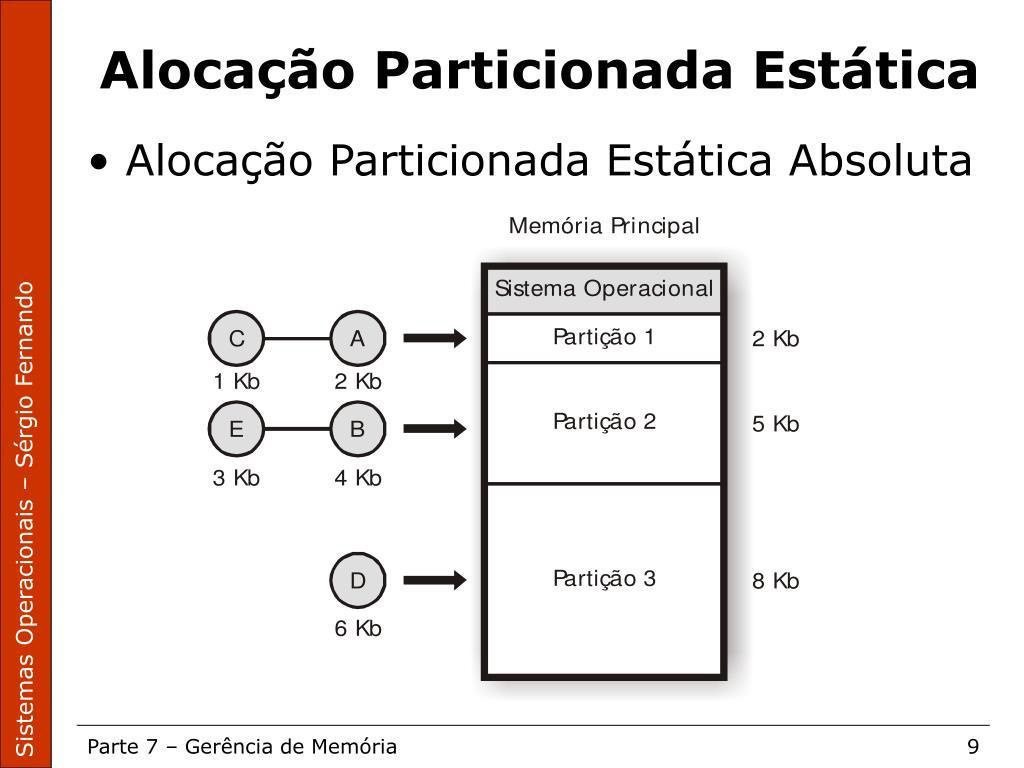 Alocação Particionada Estática
• Alocação Particionada Estática Absoluta
Memória Principal
Sistema Operacional
C A Partição 1 2 Kb
1 Kb 2 Kb
E B Partição 2 5 Kb
3 Kb 4 Kb
D Partição 3 8 Kb
6 Kb
Sistemas Operacionais – Sérgio Fernando
Parte 7 – Gerência de Memória 9